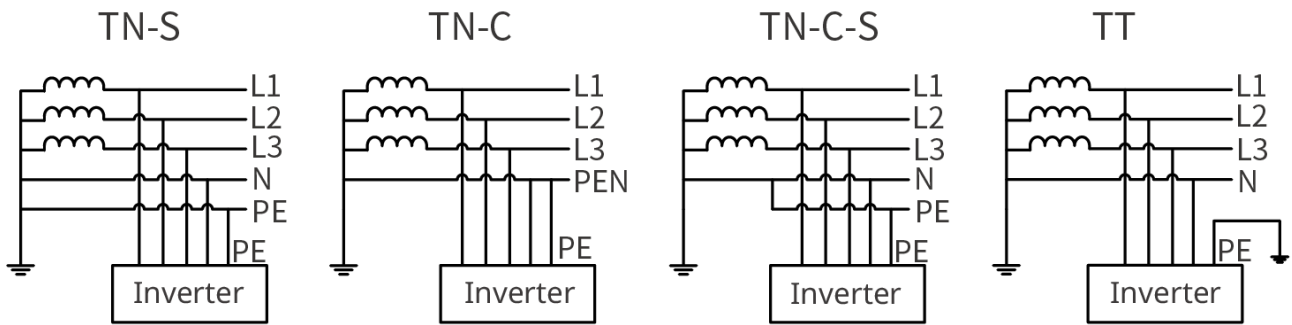 TN-S
TN-C
TN-C-S
TT
L1
L2
L3
N
PE
PE
Inverter
L1
L2
L3
PEN
PE
Inverter
L1
L2
L3
N
PE
PE
Inverter
L1
L2
L3
N
PE
Inverter